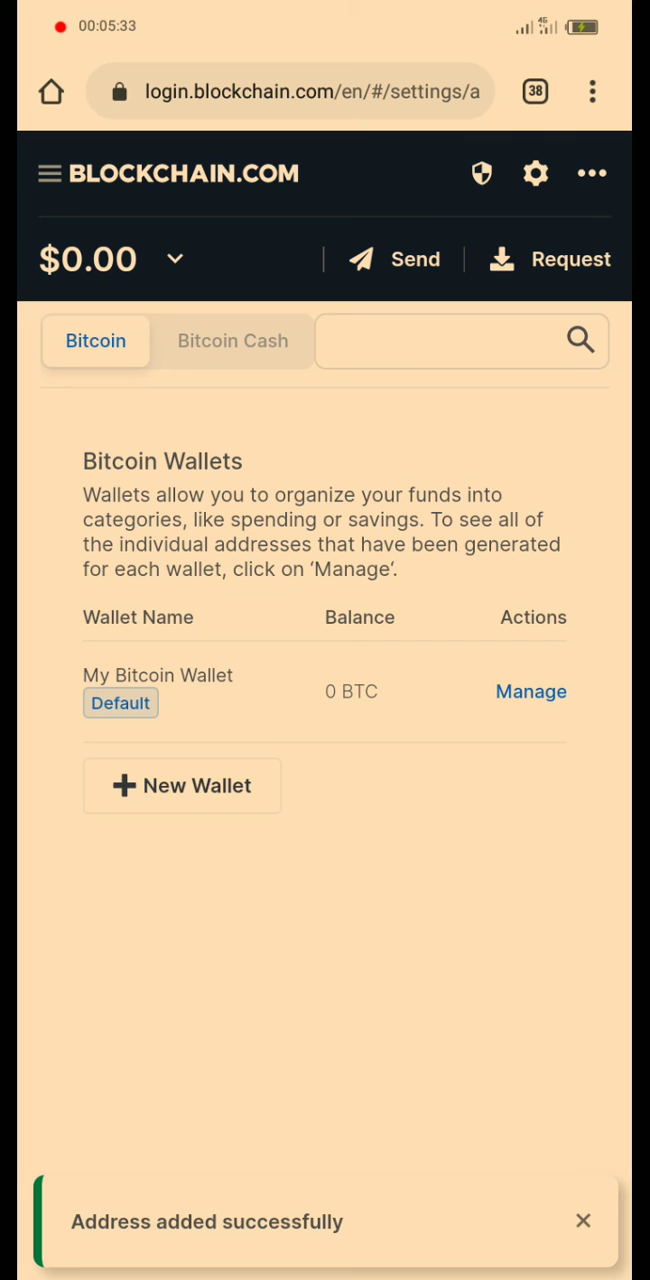 00:05:33
4G
38
login.blockchain.com/en/#/settings/a
BLOCKCHAIN.COM
$0.00
Send
Request
Bitcoin
Bitcoin Cash
Bitcoin Wallets
Wallets allow you to organize your funds into
categories, like spending or savings. To see all of
the individual addresses that have been generated
for each wallet, click on ‘Manage’.
Wallet Name
Balance
Actions
My Bitcoin Wallet
Default
0 BTC
Manage
New Wallet
Address added successfully